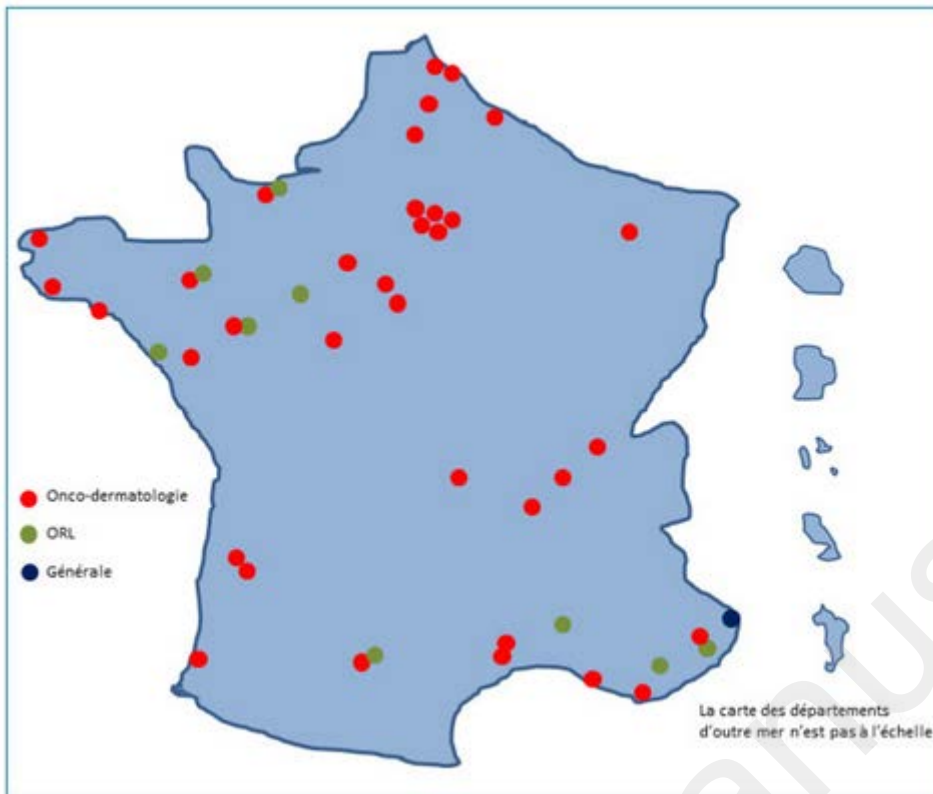 Onco-dermatologie
ORL
Générale
La carte des départements
d'outre mer n'est pas à l'échelle